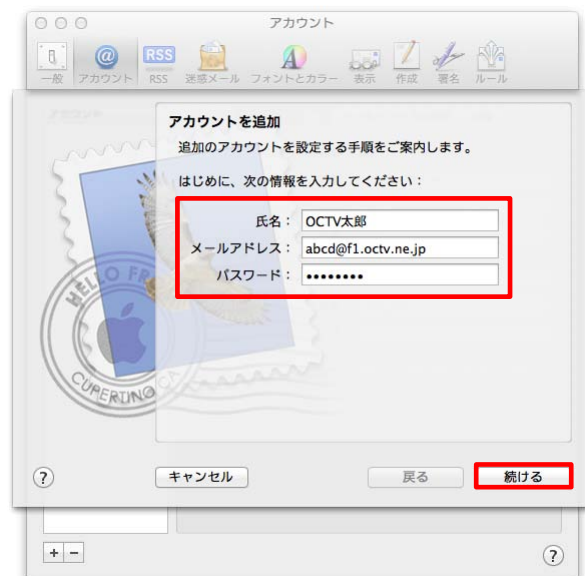 アカウント
RSS
一般 アカウント RSS 迷惑メール フォントとカラー 表示 作成 署名 ルール
アカウント
アカウントを追加
追加のアカウントを設定する手順をご案内します。
はじめに、次の情報を入力してください：
氏名： OCTV太郎
メールアドレス： abcd@f1.octv.ne.jp
パスワード： ••••••••
HELLO FR
CUPERTINO CA
? キャンセル 戻る 続ける
+ - ?